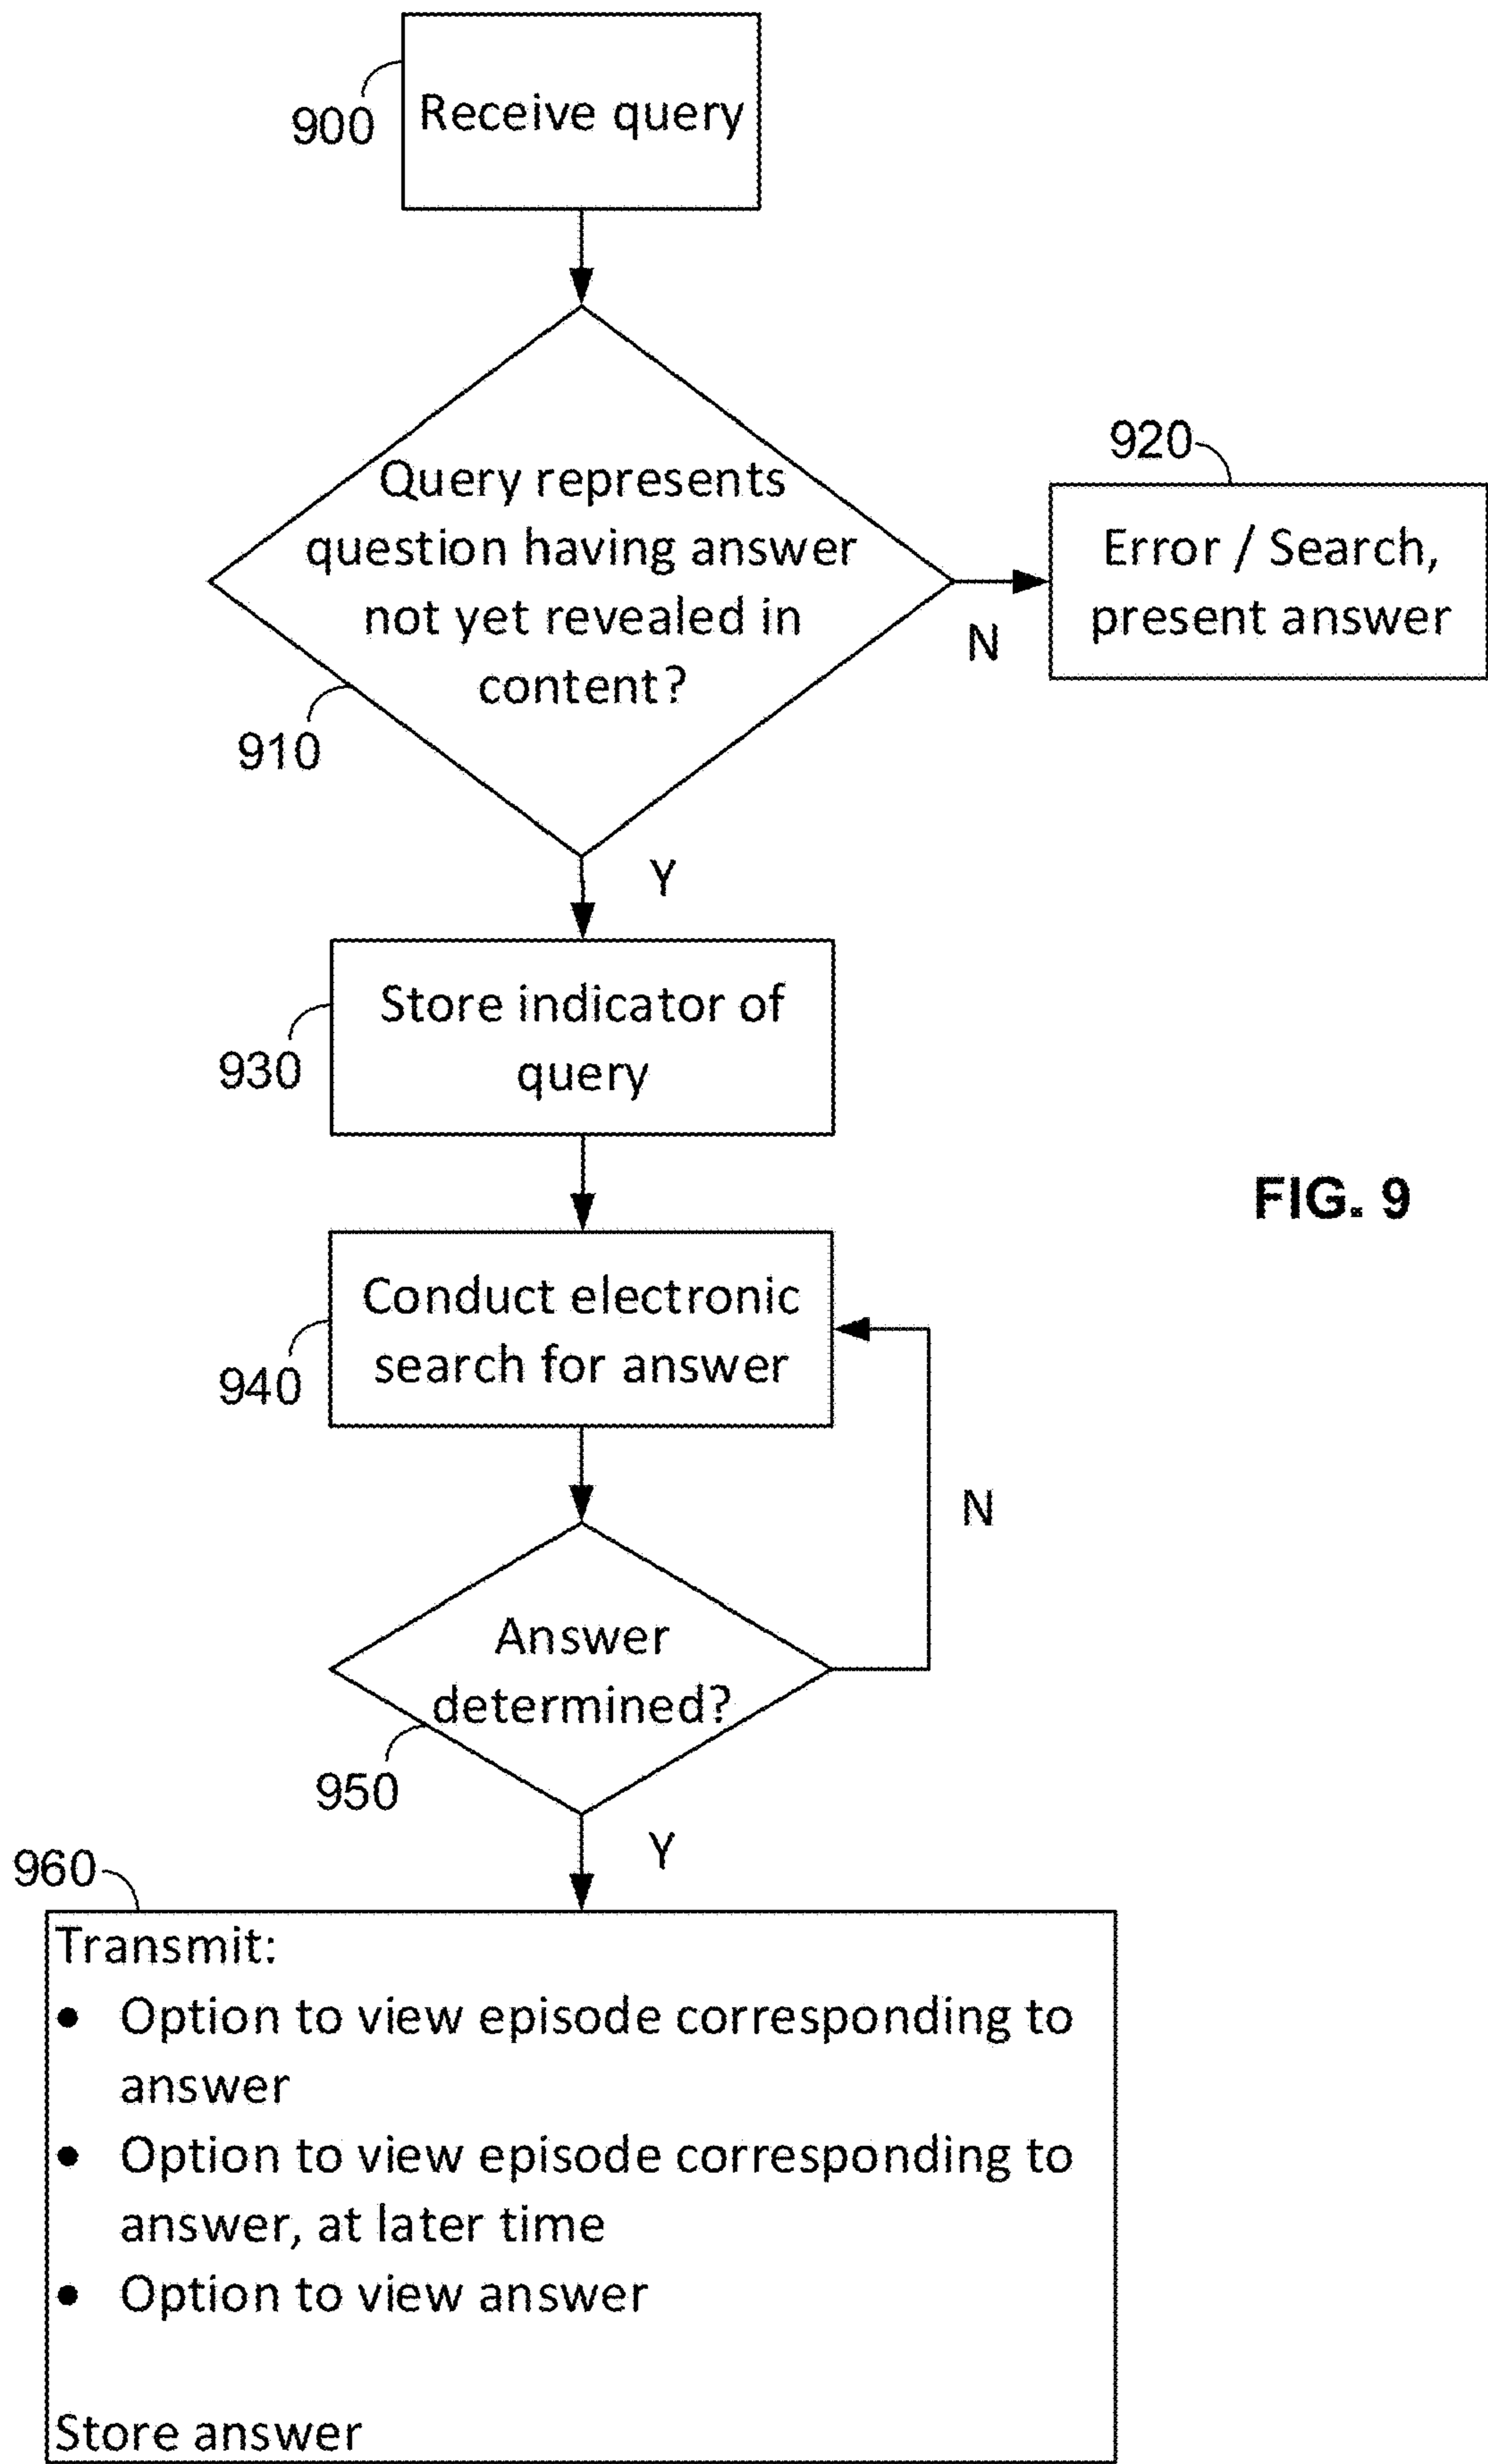 900
Receive query
Query represents
question having answer
not yet revealed in
content?
910
N
920
Error / Search,
present answer
Y
930
Store indicator of
query
940
Conduct electronic
search for answer
N
Answer
determined?
950
Y
960
Transmit:
• Option to view episode corresponding to
answer
• Option to view episode corresponding to
answer, at later time
• Option to view answer
Store answer
FIG. 9